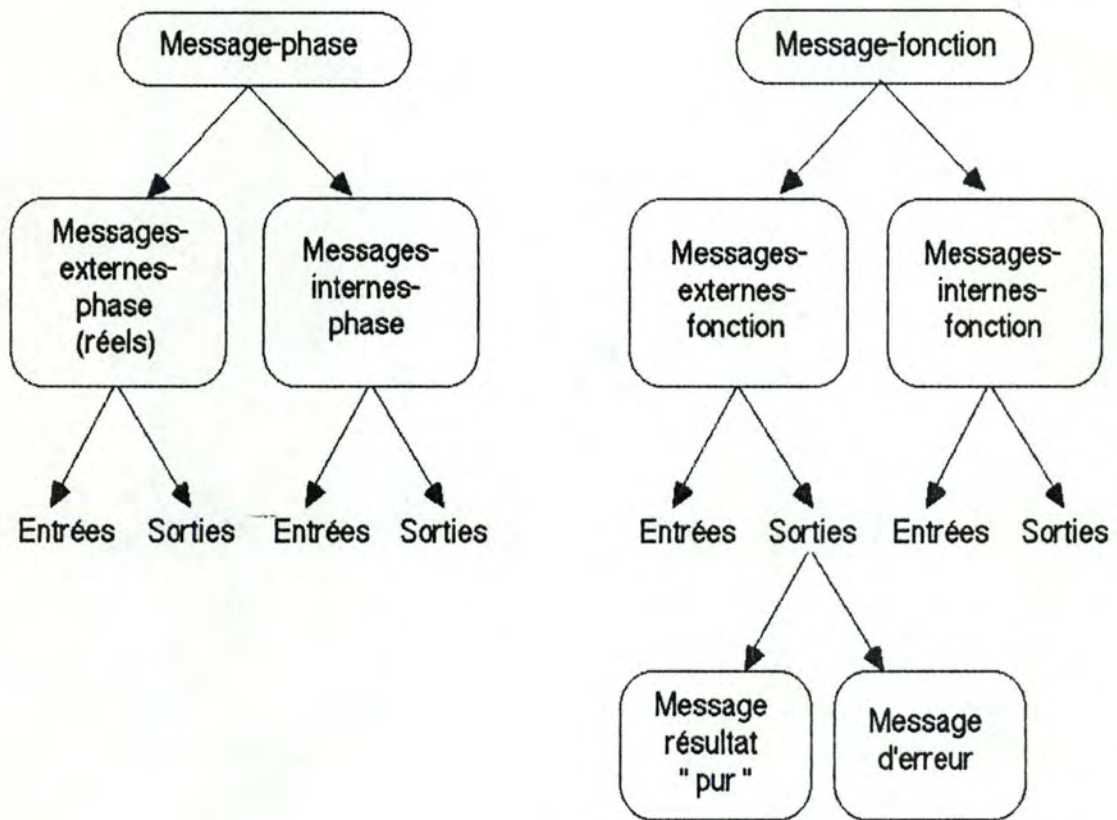 Message-phase
Message-fonction
Messages-
externes-
phase
(réels)
Messages-
internes-
phase
Messages-
externes-
fonction
Messages-
internes-
fonction
Entrées Sorties Entrées Sorties
Entrées Sorties Entrées Sorties
Message
résultat
" pur "
Message
d'erreur